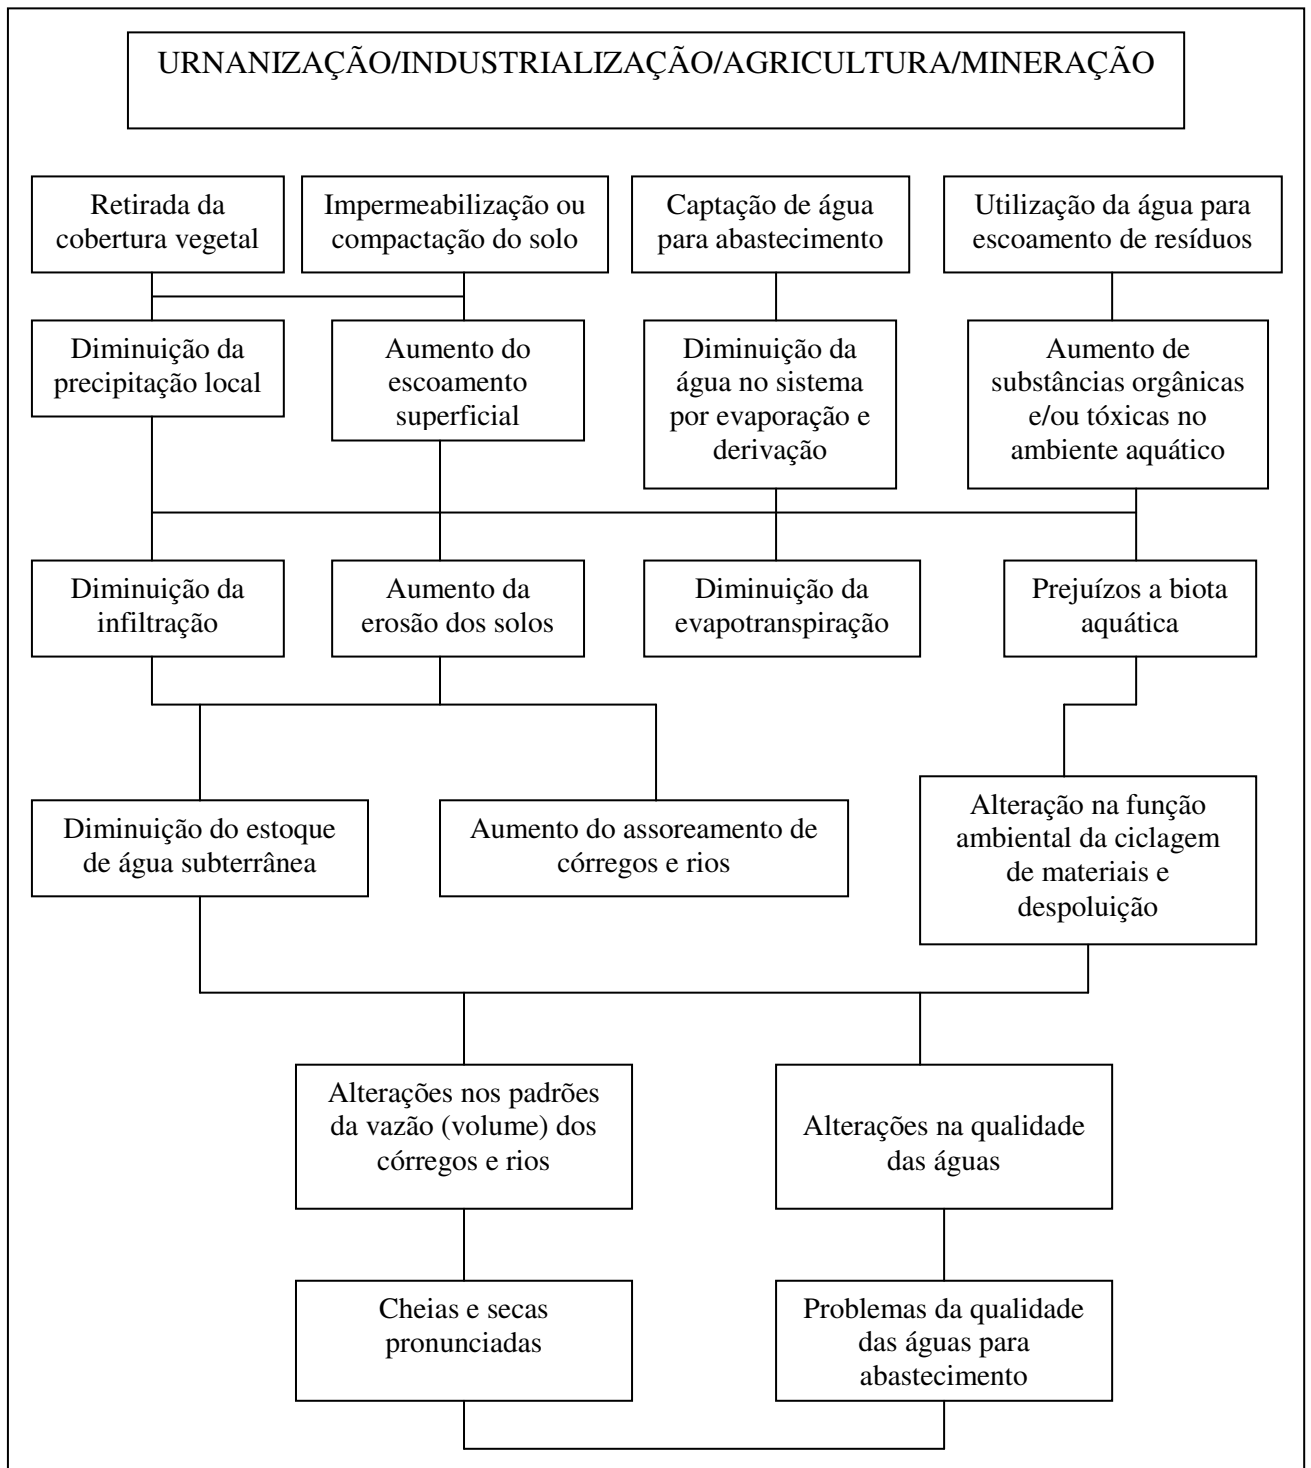 URNANIZAÇÃO/INDUSTRIALIZAÇÃO/AGRICULTURA/MINERAÇÃO
Retirada da
cobertura vegetal
Impermeabilização ou
compactação do solo
Captação de água
para abastecimento
Utilização da água para
escoamento de resíduos
Diminuição da
precipitação local
Aumento do
escoamento
superficial
Diminuição da
água no sistema
por evaporação e
derivação
Aumento de
substâncias orgânicas
e/ou tóxicas no
ambiente aquático
Diminuição da
infiltração
Aumento da
erosão dos solos
Diminuição da
evapotranspiração
Prejuízos a biota
aquática
Diminuição do estoque
de água subterrânea
Aumento do assoreamento de
córregos e rios
Alteração na função
ambiental da ciclagem
de materiais e
despoluição
Alterações nos padrões
da vazão (volume) dos
córregos e rios
Alterações na qualidade
das águas
Cheias e secas
pronunciadas
Problemas da qualidade
das águas para
abastecimento